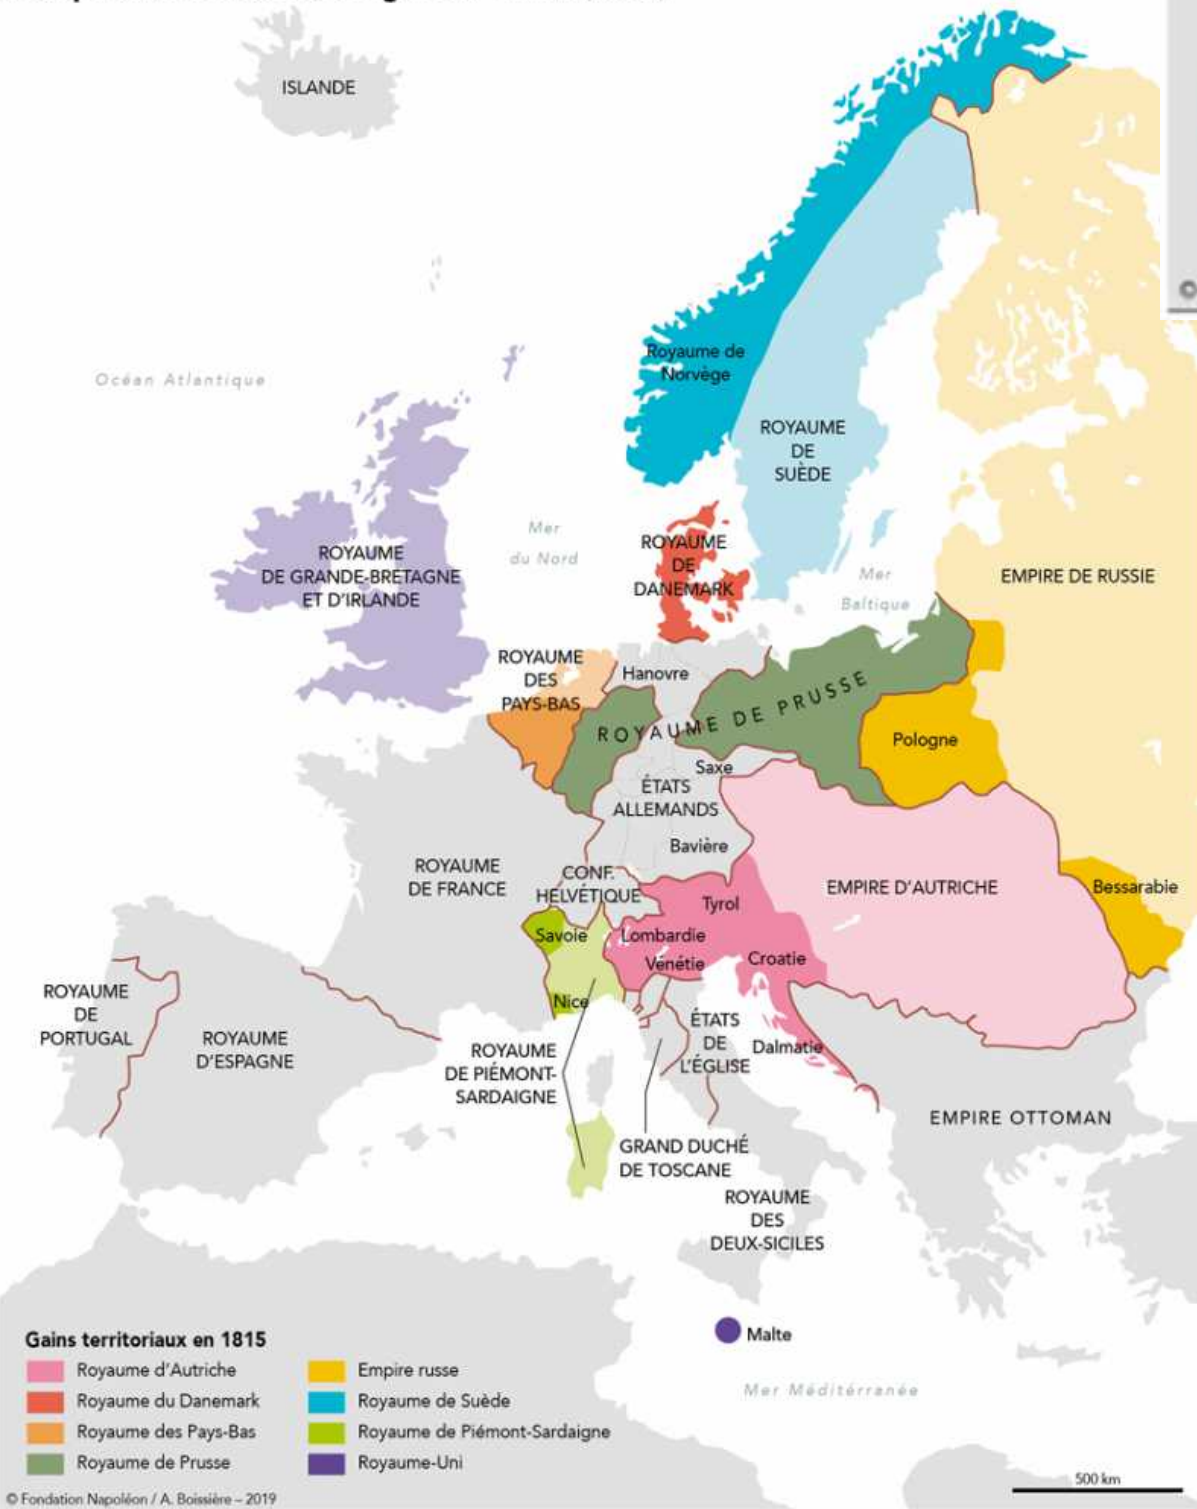 ISLANDE
Océan Atlantique
Royaume de
Norvège
ROYAUME
DE
SUÈDE
Mer
du Nord
ROYAUME
DE
DANEMARK
Mer
Baltique
EMPIRE DE RUSSIE
ROYAUME
DE GRANDE-BRETAGNE
ET D'IRLANDE
ROYAUME
DES
PAYS-BAS
Hanovre
ROYAUME DE PRUSSE
Pologne
Saxe
ÉTATS
ALLEMANDS
Bavière
ROYAUME
DE FRANCE
CONF.
HELVÉTIQUE
Tyrol
EMPIRE D'AUTRICHE
Bessarabie
Savoie
Lombardie
Vénétie
Croatie
Nice
ROYAUME
DE
PORTUGAL
ROYAUME
D'ESPAGNE
ROYAUME
DE PIÉMONT-
SARDAIGNE
ÉTATS
DE
L'ÉGLISE
Dalmatie
EMPIRE OTTOMAN
GRAND DUCHÉ
DE TOSCANE
ROYAUME
DES
DEUX-SICILES
Malte
Mer Méditérranée
Gains territoriaux en 1815
Royaume d'Autriche
Royaume du Danemark
Royaume des Pays-Bas
Royaume de Prusse
Empire russe
Royaume de Suède
Royaume de Piémont-Sardaigne
Royaume-Uni
500 km
© Fondation Napoléon / A. Boissière – 2019
©